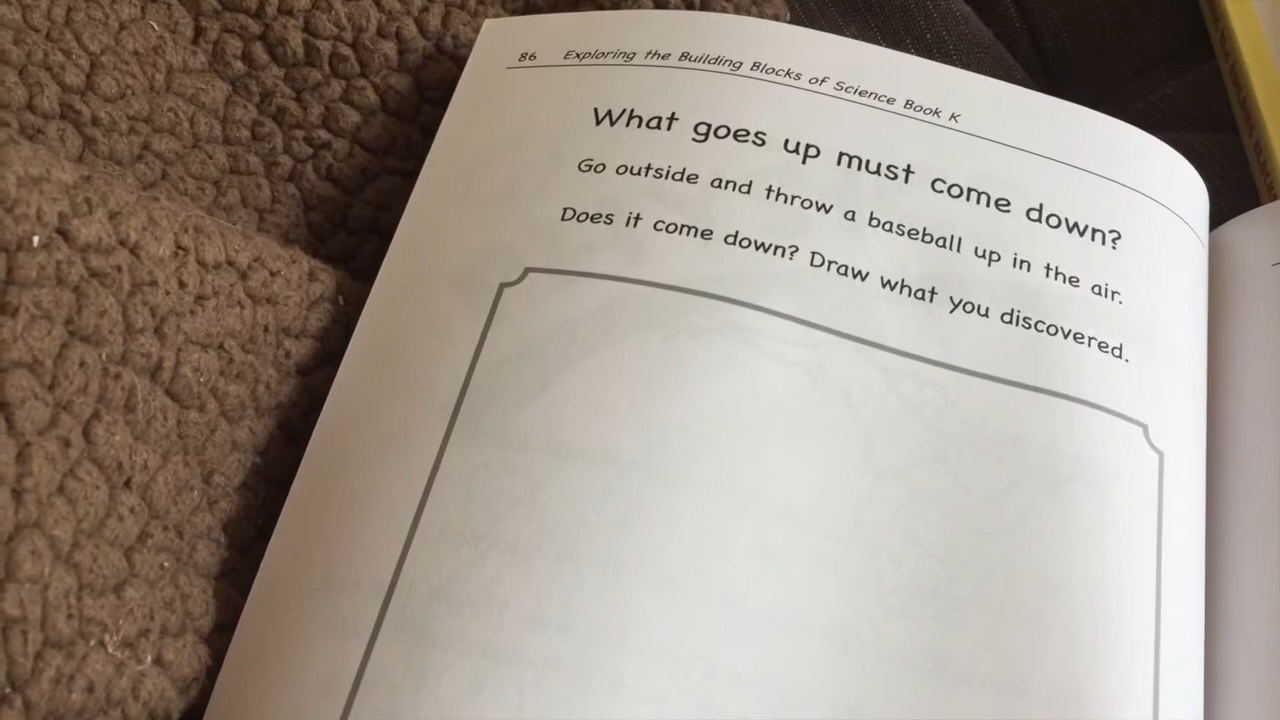 86 Exploring the Building Blocks of Science Book K
What goes up must come down?
Go outside and throw a baseball up in the air.
Does it come down? Draw what you discovered.